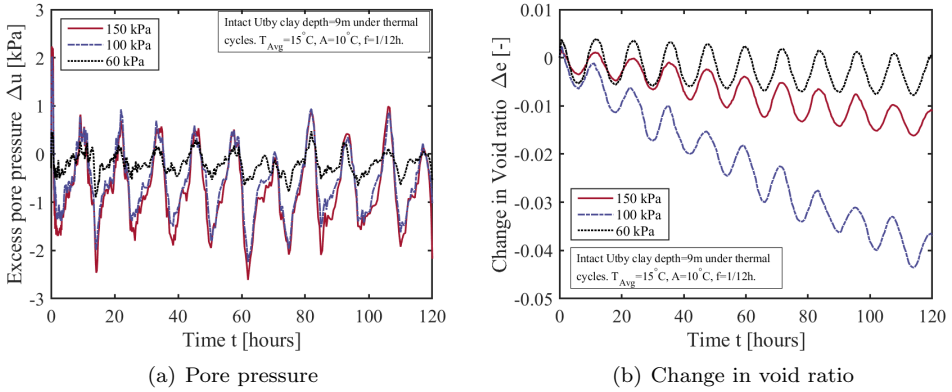 Excess pore pressure Δu [kPa]
3
2
1
0
-1
-2
-3
150 kPa
100 kPa
60 kPa
Intact Utby clay depth=9m under thermal
cycles. T_Avg=15°C, A=10°C, f=1/12h.
0 20 40 60 80 100 120
Time t [hours]
(a) Pore pressure
Change in Void ratio Δe [-]
0.01
0
-0.01
-0.02
-0.03
-0.04
-0.05
150 kPa
100 kPa
60 kPa
Intact Utby clay depth=9m under thermal
cycles. T_Avg=15°C, A=10°C, f=1/12h.
0 20 40 60 80 100 120
Time t [hours]
(b) Change in void ratio